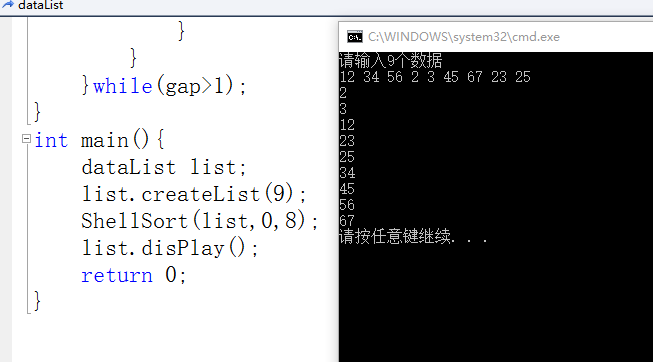 dataList
}
}
}while(gap>1);
}
int main(){
dataList list;
list.createList(9);
ShellSort(list,0,8);
list.disPlay();
return 0;
}
C:\WINDOWS\system32\cmd.exe
请输入9个数据
12 34 56 2 3 45 67 23 25
2
3
12
23
25
34
45
56
67
请按任意键继续. . .